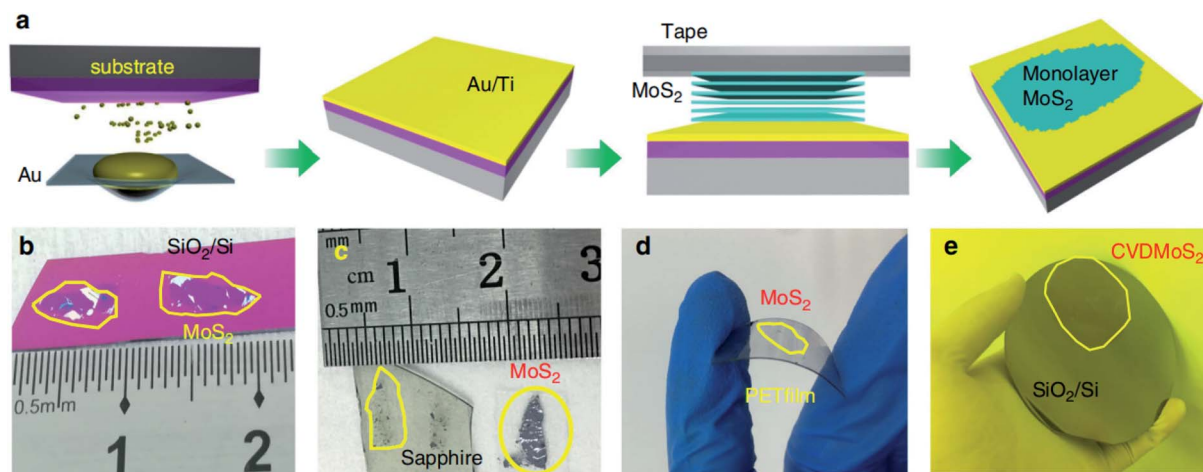 a
substrate
Au
Au/Ti
Tape
MoS₂
Monolayer
MoS₂
b
SiO₂/Si
MoS₂
0.5mm
1
2
c
mm
cm
1
2
3
0.5mm
MoS₂
Sapphire
d
MoS₂
PETfilm
e
CVDMoS₂
SiO₂/Si